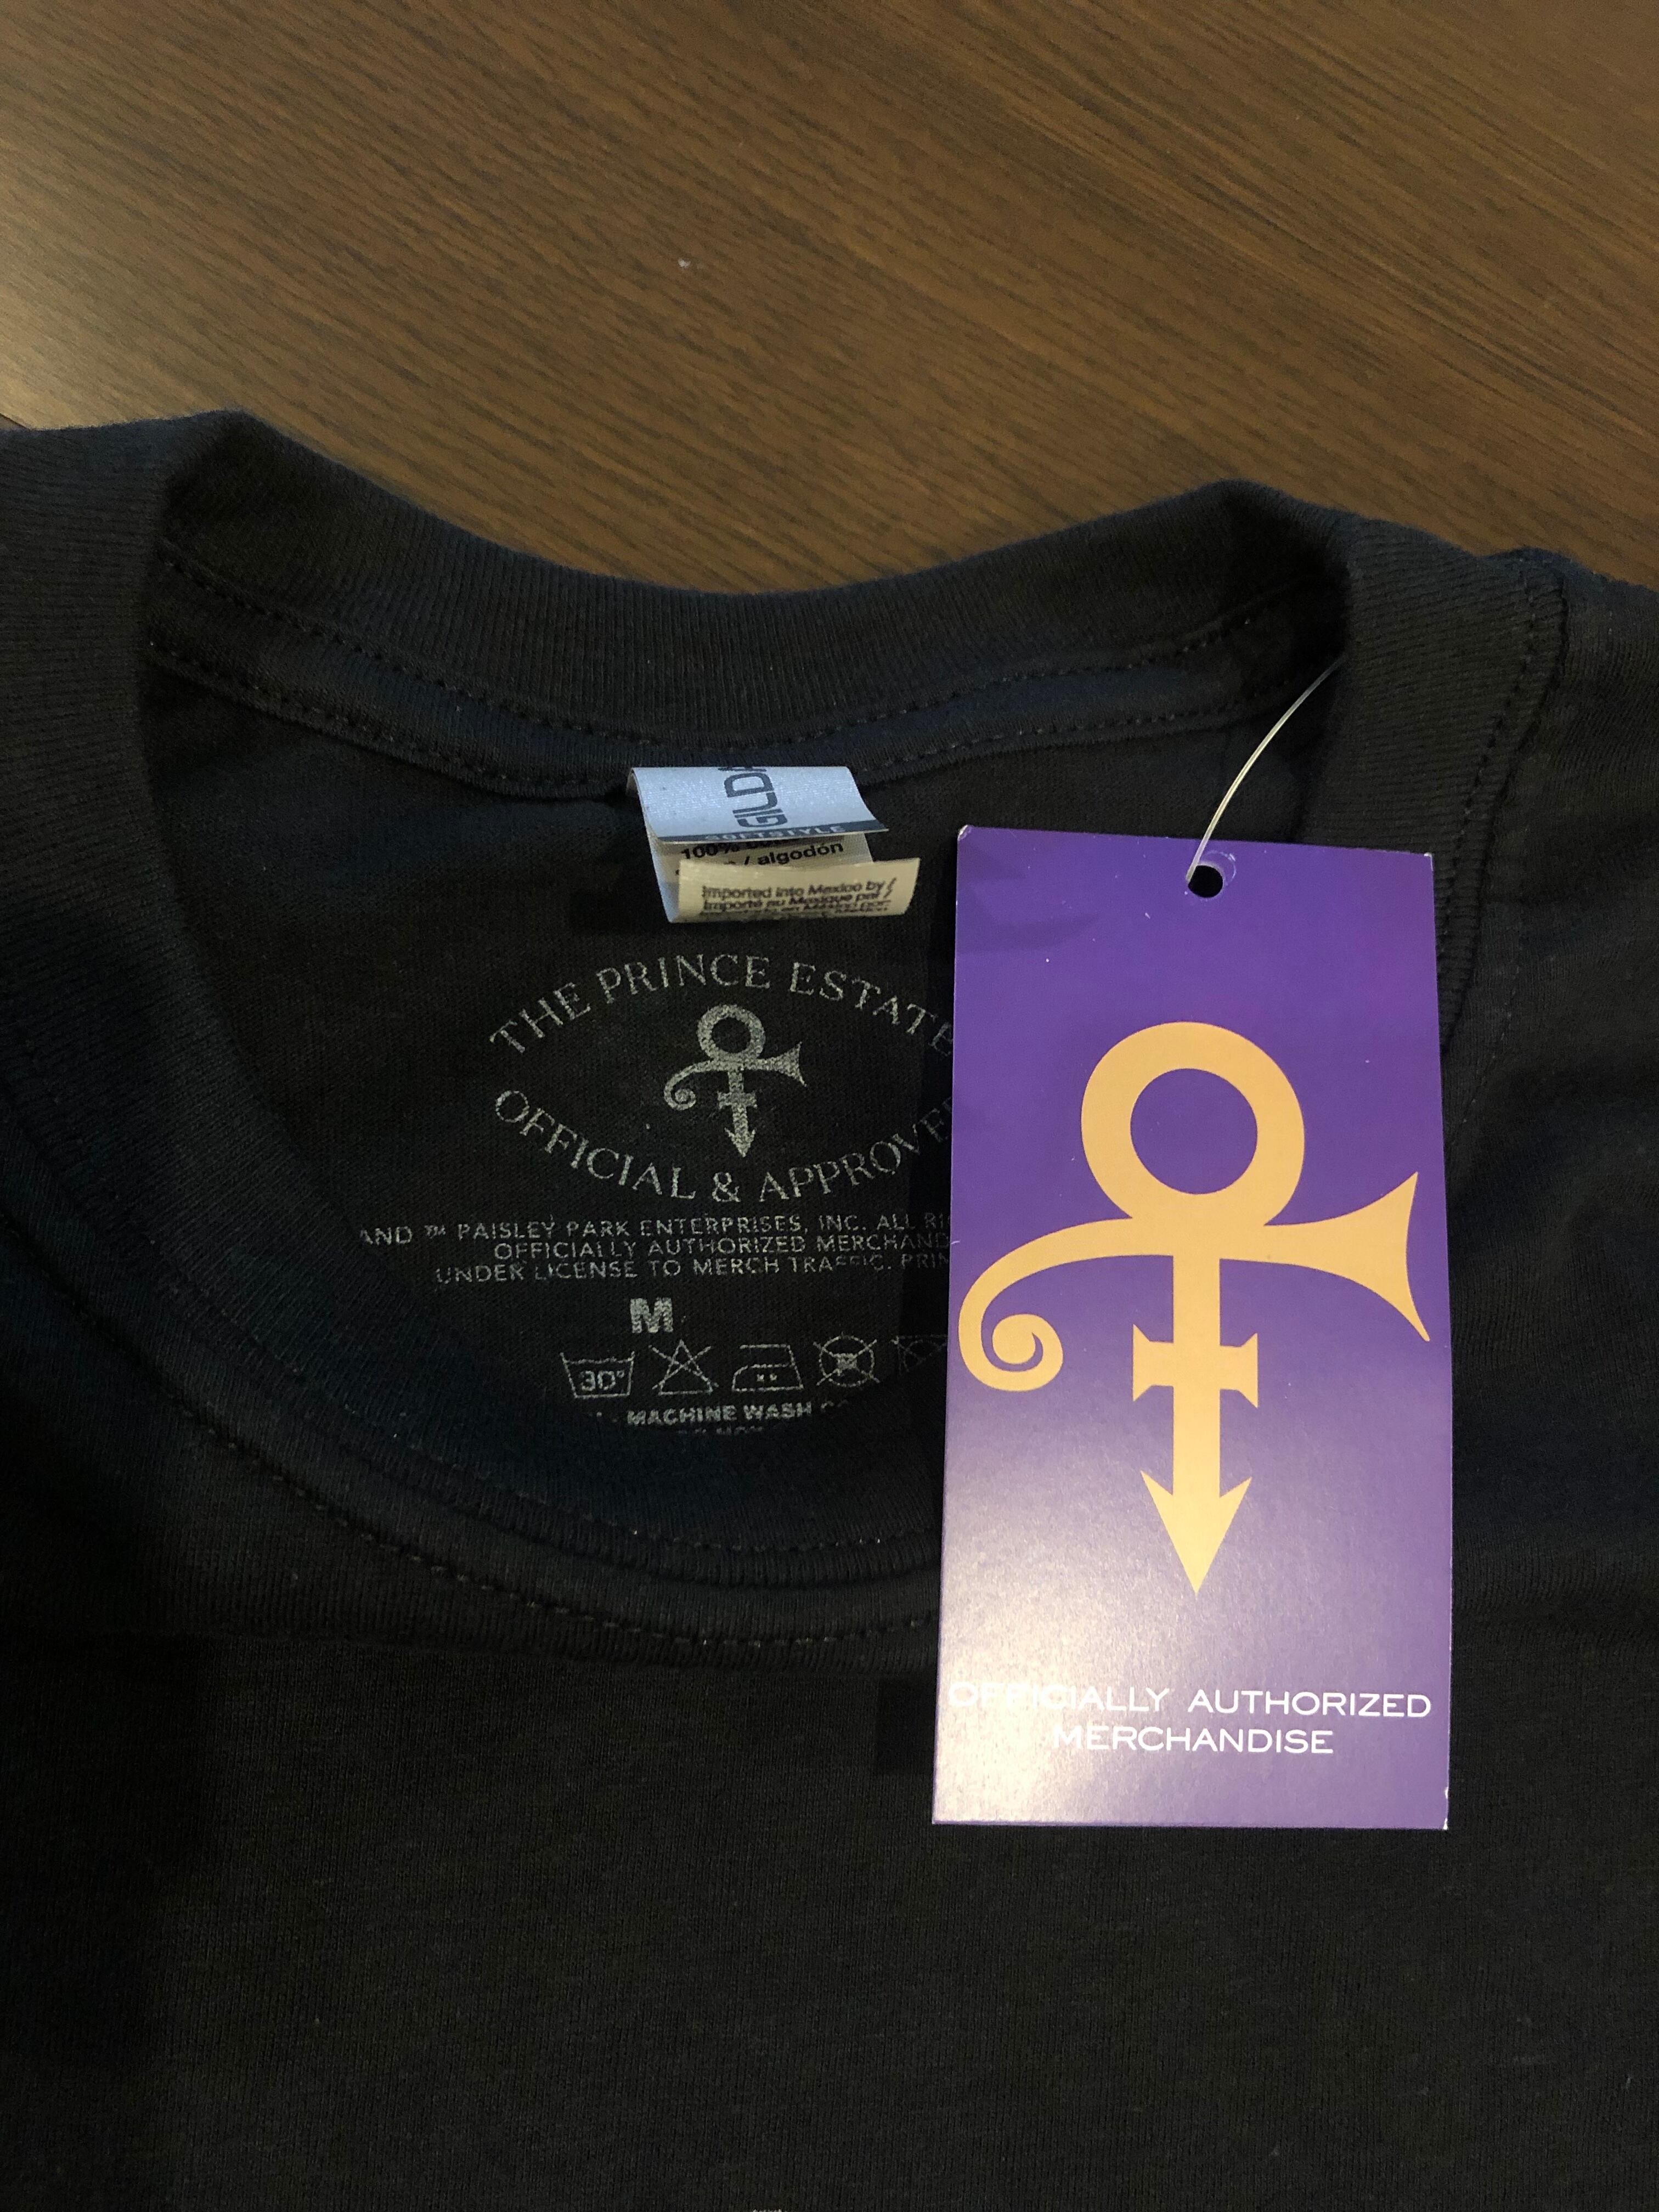 GILDA
SOFTSTYLE
100%
/ algodón
Imported into Mexico by
Importé au Mexique par
THE PRINCE ESTATE
OFFICIAL & APPROVE
AND ™ PAISLEY PARK ENTERPRISES, INC. ALL RI
OFFICIALLY AUTHORIZED MERCHAND
UNDER LICENSE TO MERCH TRAFFIC. PRIN
M
30°
- MACHINE WASH
OFFICIALLY AUTHORIZED
MERCHANDISE